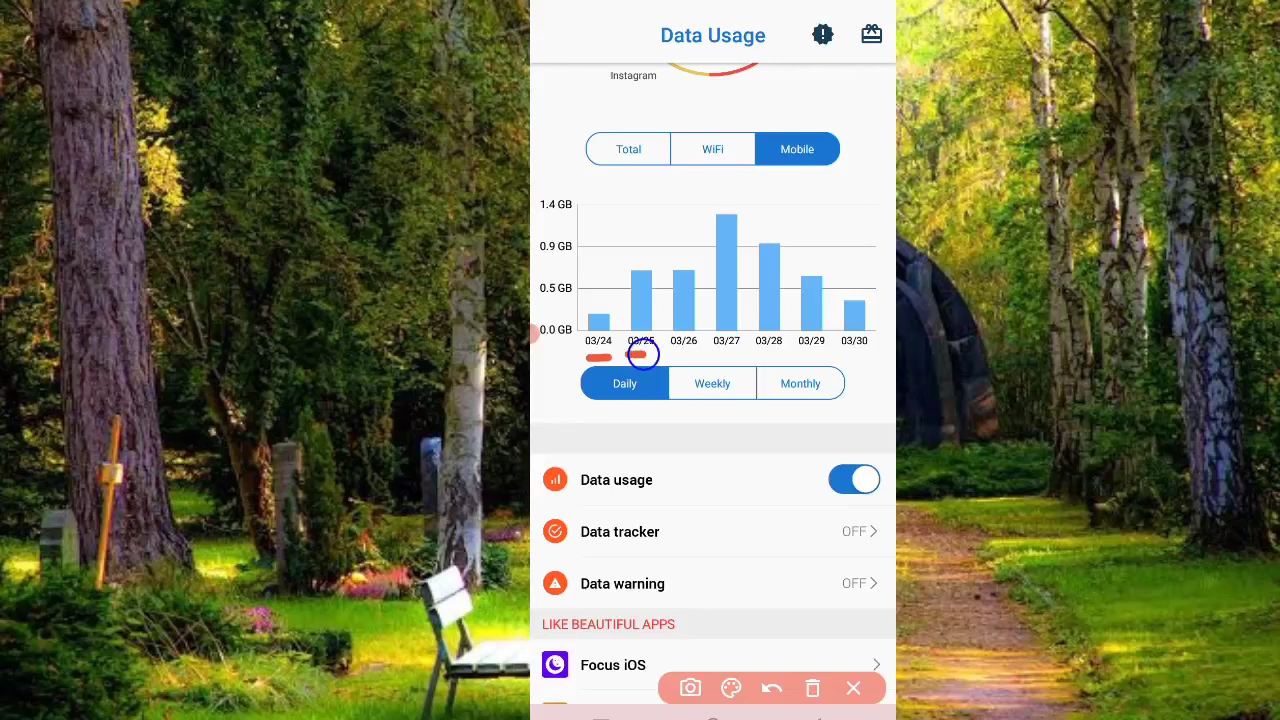 Data Usage
Instagram
Total WiFi Mobile
1.4 GB
0.9 GB
0.5 GB
0.0 GB
03/24 03/25 03/26 03/27 03/28 03/29 03/30
Daily Weekly Monthly
Data usage
Data tracker OFF
Data warning OFF
LIKE BEAUTIFUL APPS
Focus iOS